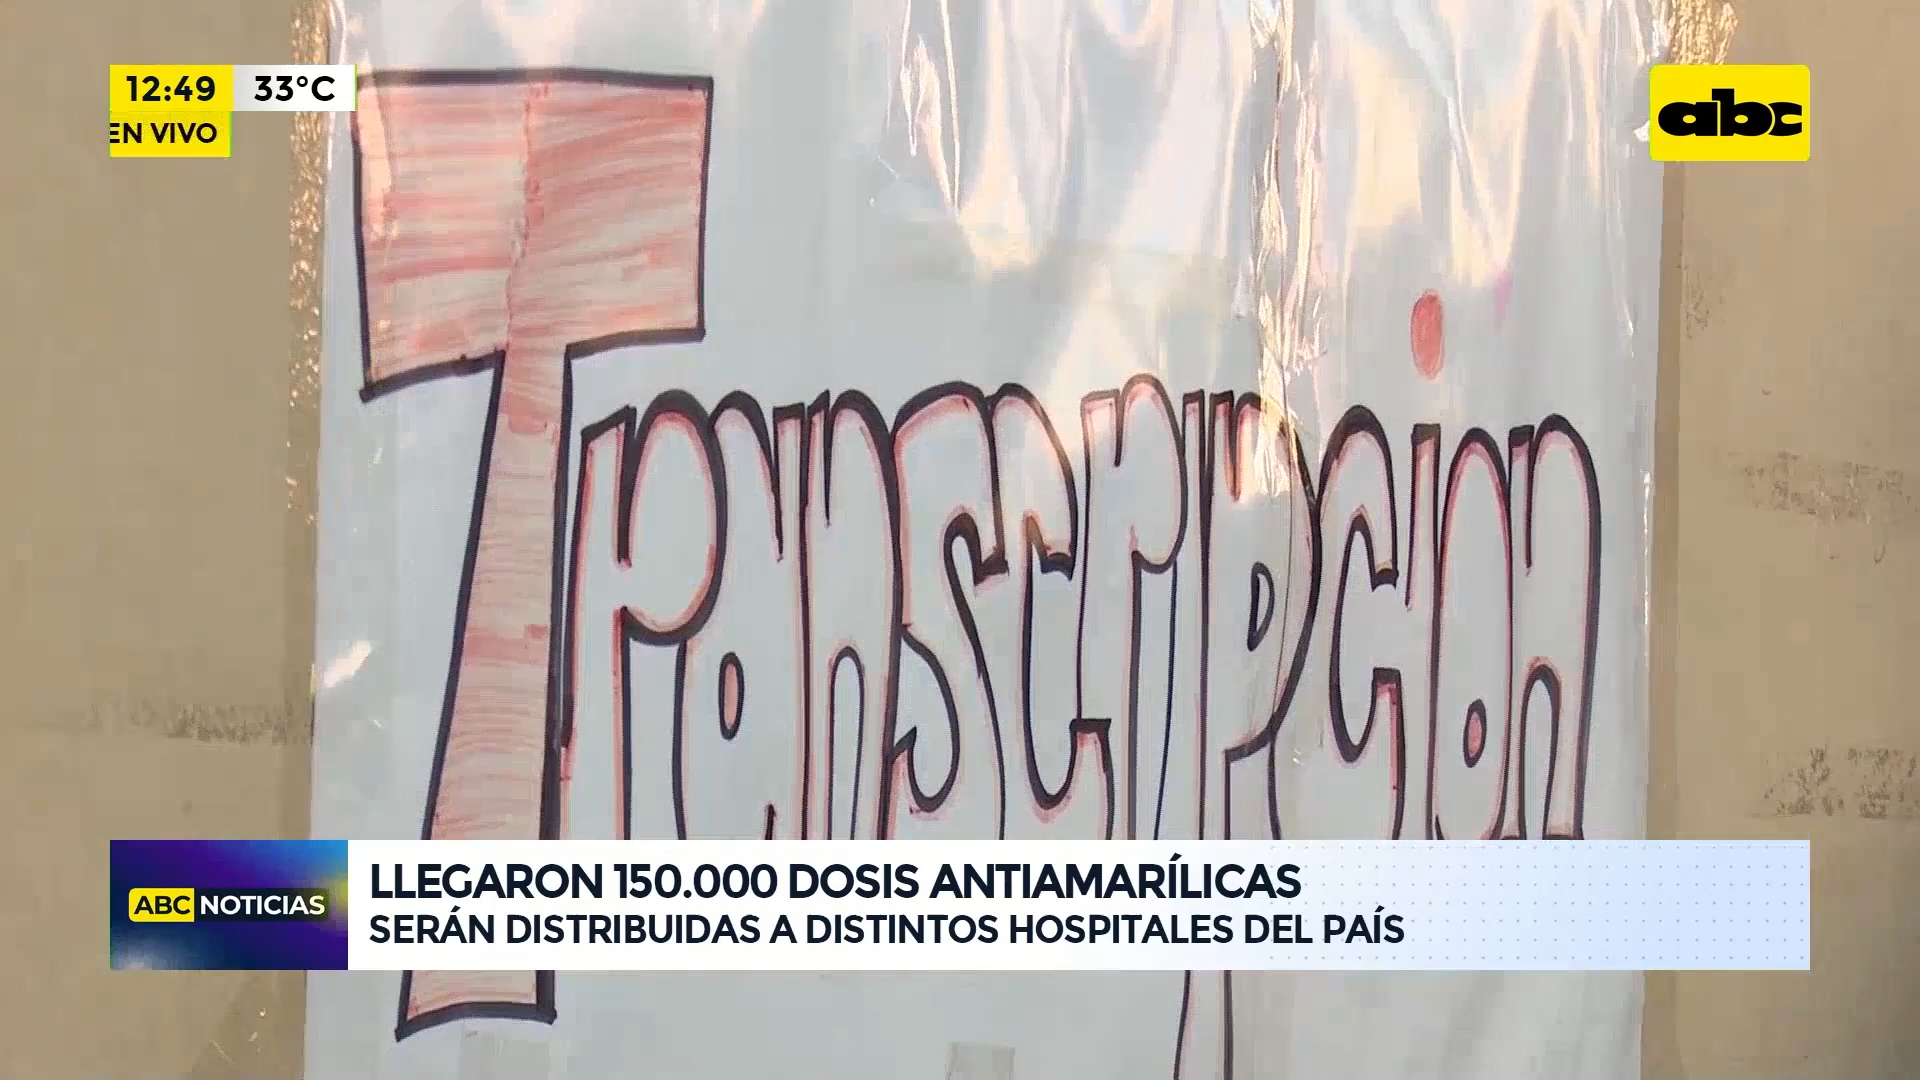 12:49 33°C
EN VIVO
abc
Transcripcion
ABC NOTICIAS
LLEGARON 150.000 DOSIS ANTIAMARÍLICAS
SERÁN DISTRIBUIDAS A DISTINTOS HOSPITALES DEL PAÍS